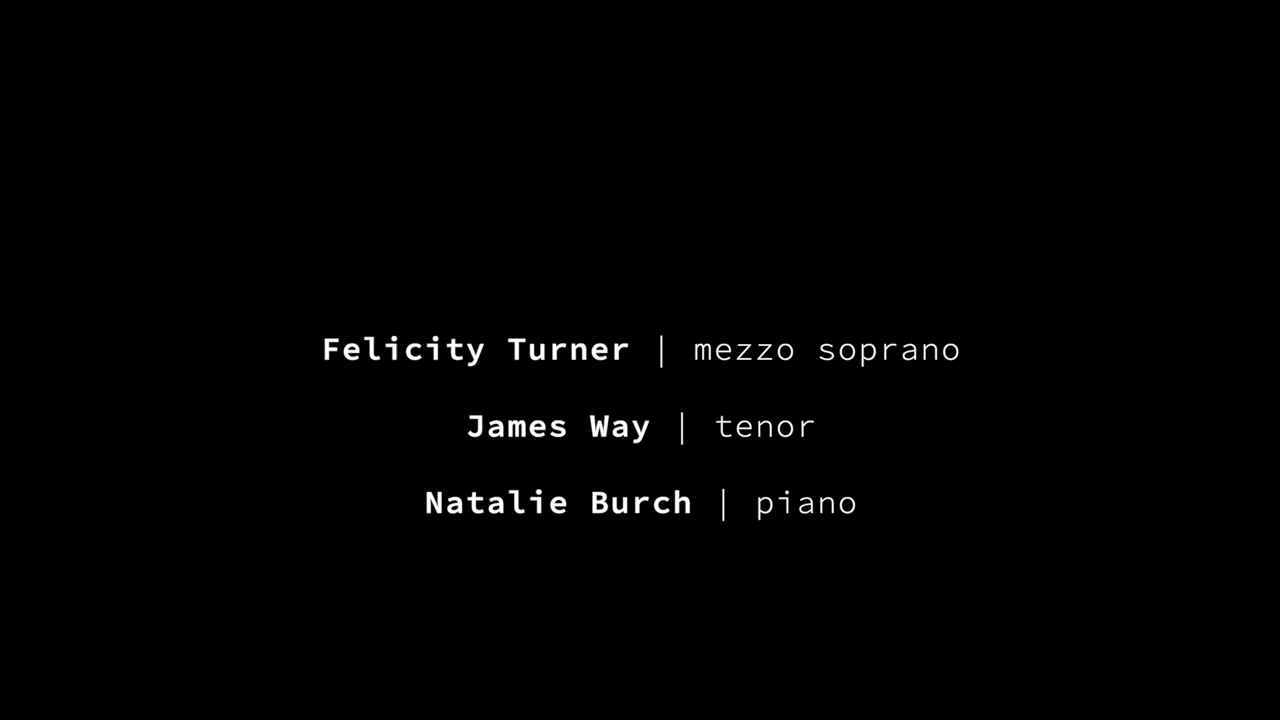 Felicity Turner | mezzo soprano
James Way | tenor
Natalie Burch | piano